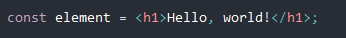 const element = <h1>Hello, world!</h1>;